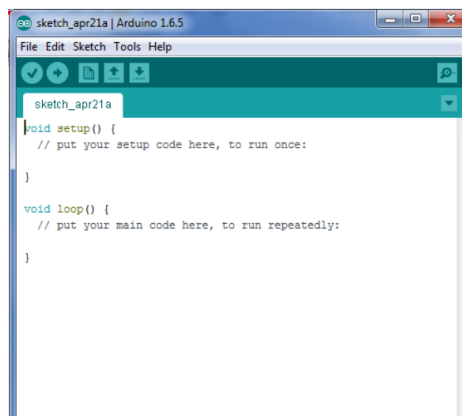 sketch_apr21a | Arduino 1.6.5
File Edit Sketch Tools Help
sketch_apr21a
void setup() {
  // put your setup code here, to run once:
}
void loop() {
  // put your main code here, to run repeatedly:
}